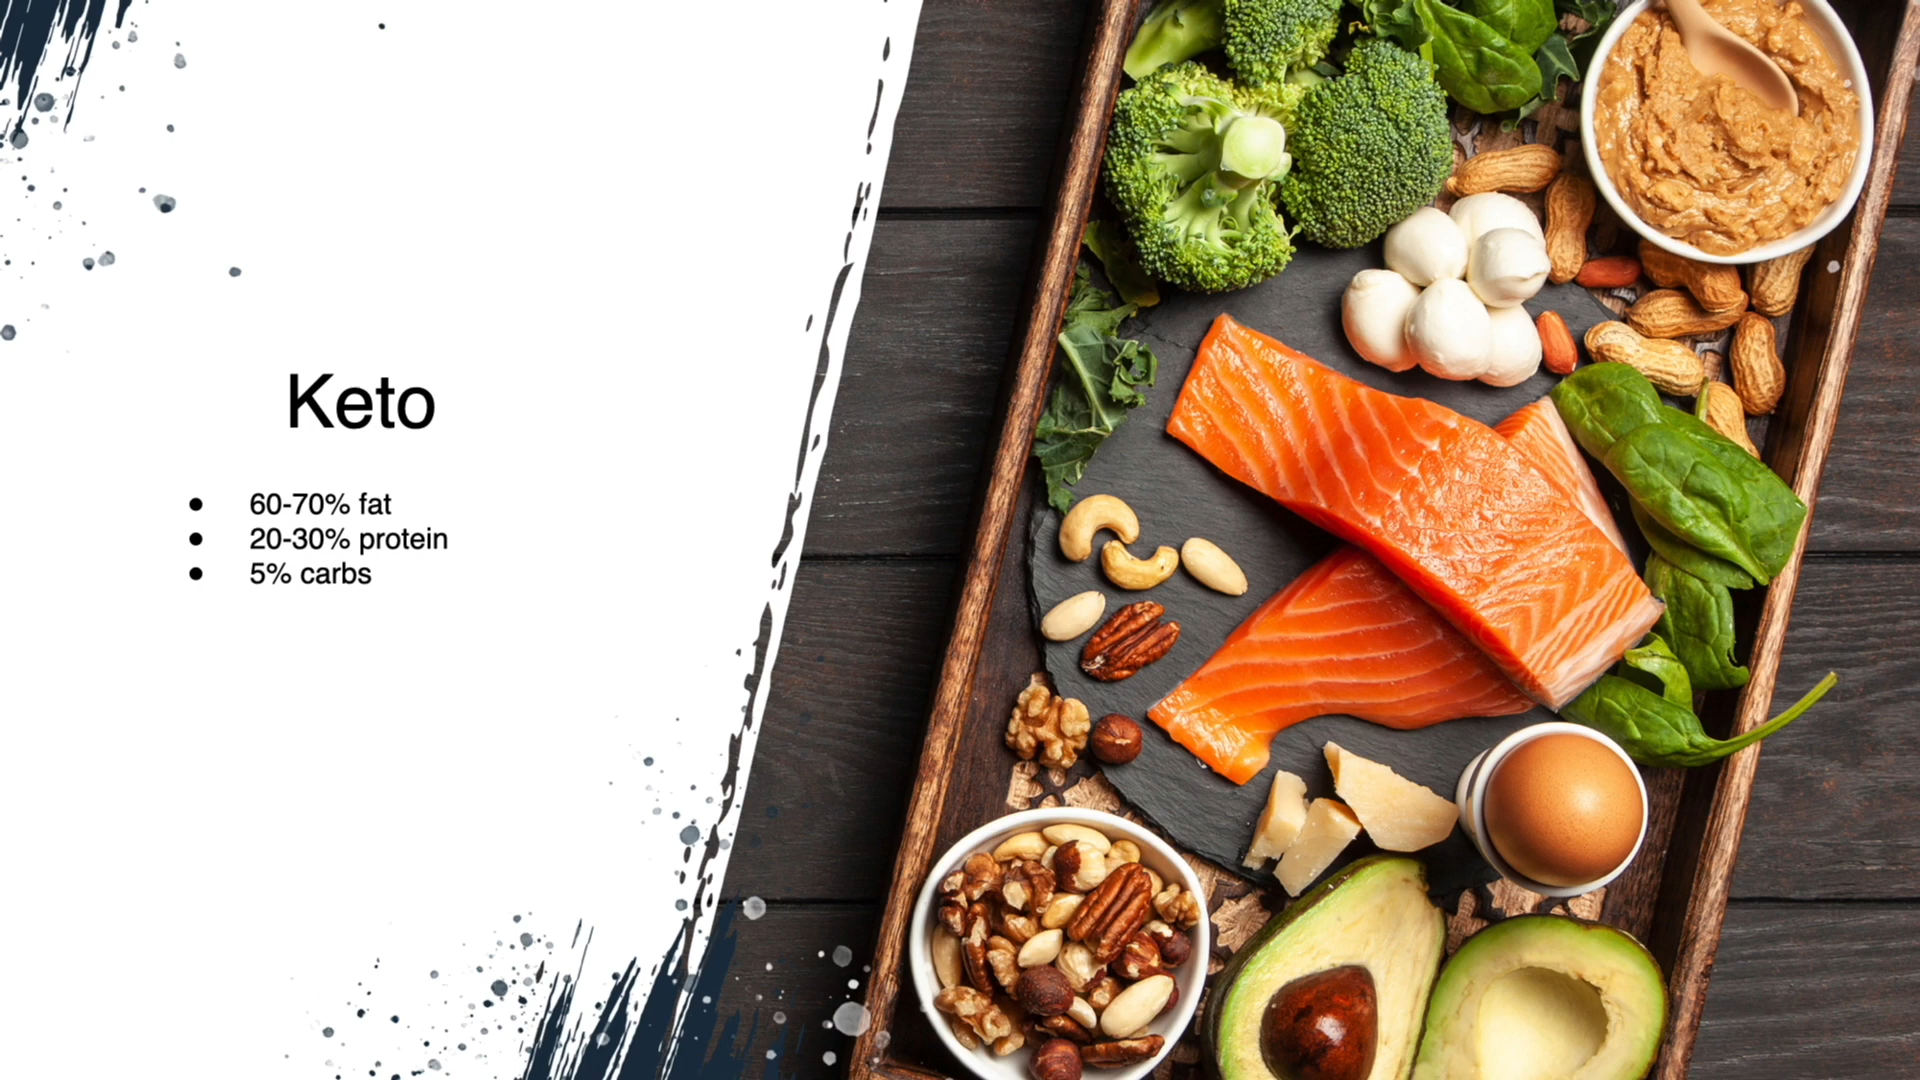 Keto
● 60-70% fat
● 20-30% protein
● 5% carbs